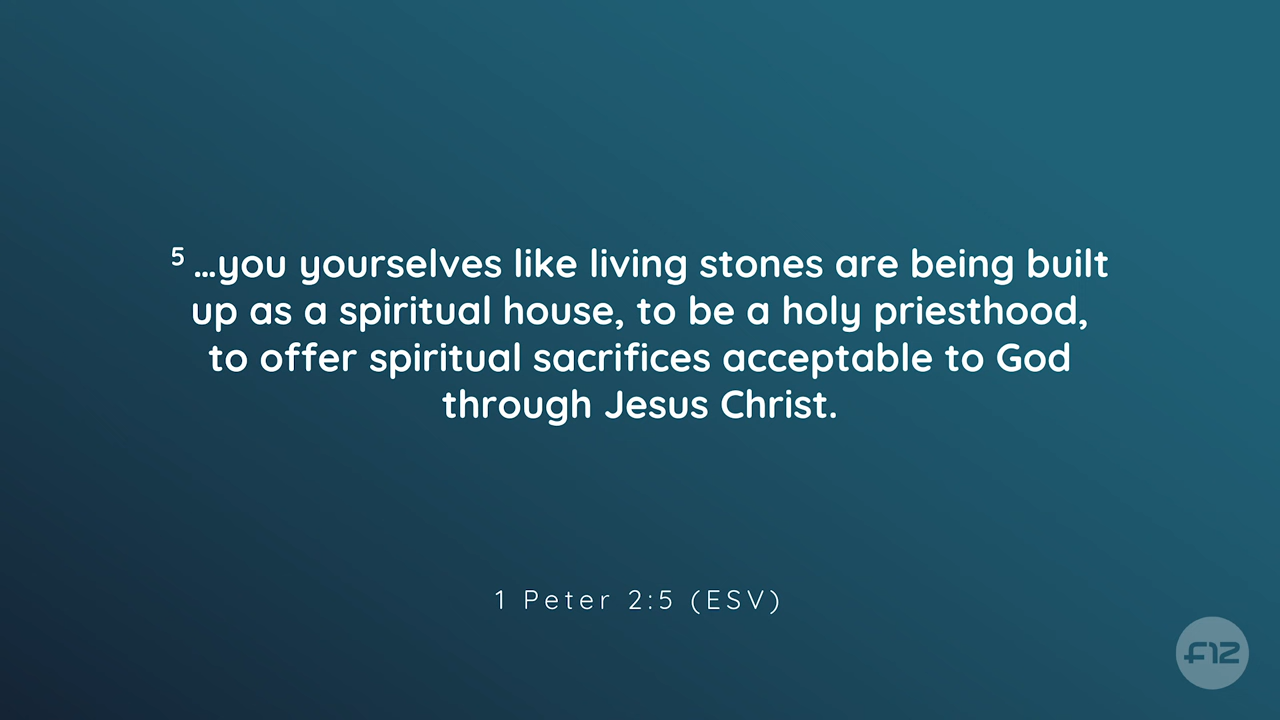 5 …you yourselves like living stones are being built
up as a spiritual house, to be a holy priesthood,
to offer spiritual sacrifices acceptable to God
through Jesus Christ.
1 Peter 2:5 (ESV)
F12